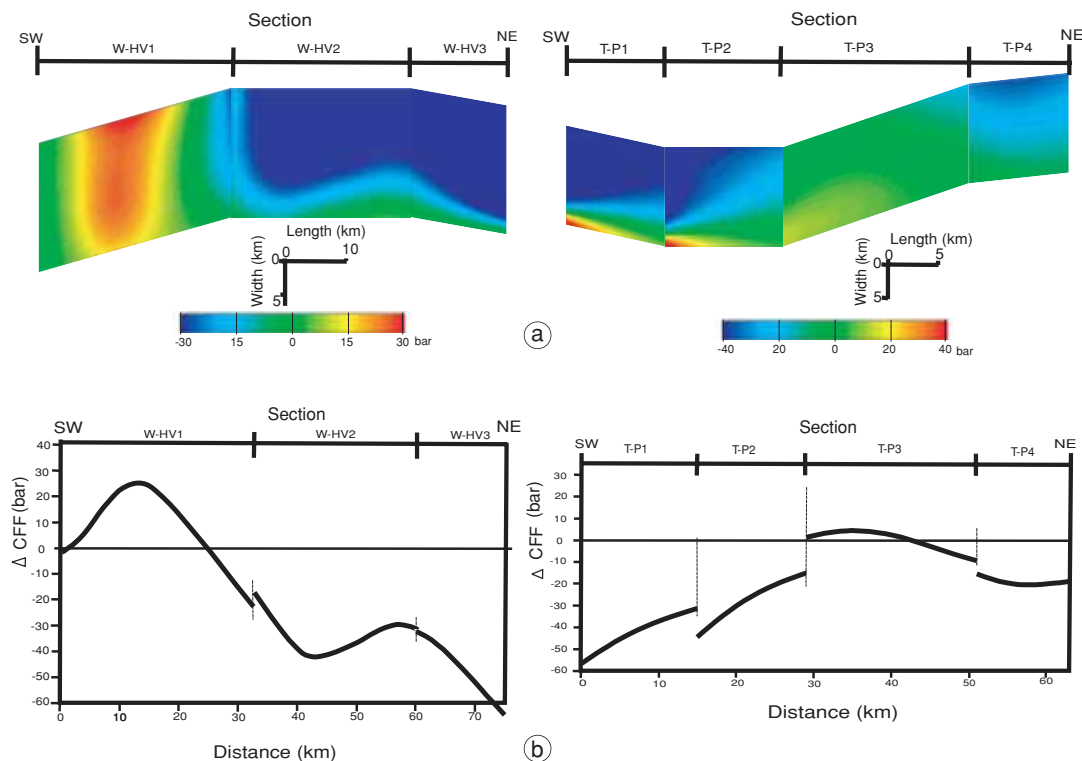 Section
SW NE
W-HV1 W-HV2 W-HV3
Length (km)
0 10
Width (km)
0
5
-30 15 0 15 30 bar
Section
SW NE
T-P1 T-P2 T-P3 T-P4
Length (km)
0 5
Width (km)
0
5
-40 20 0 20 40 bar
a
Section
SW NE
W-HV1 W-HV2 W-HV3
Δ CFF (bar)
40
30
20
10
0
-10
-20
-30
-40
-50
-60
0 10 20 30 40 50 60 70
Distance (km)
Section
SW NE
T-P1 T-P2 T-P3 T-P4
Δ CFF (bar)
30
20
10
0
-10
-20
-30
-40
-50
-60
0 10 20 30 40 50 60
Distance (km)
b